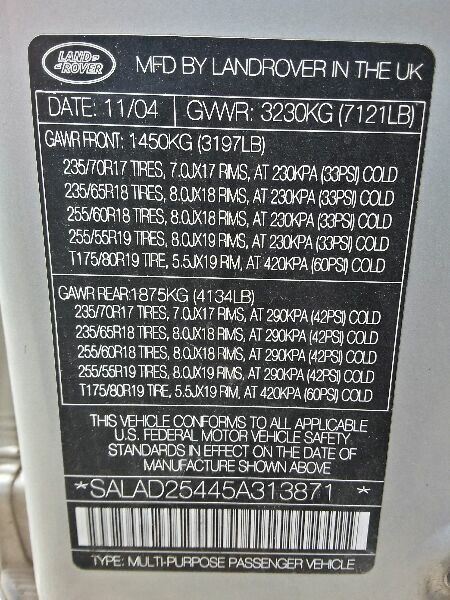 LAND ROVER
MFD BY LANDROVER IN THE UK
DATE: 11/04 GVWR: 3230KG (7121LB)
GAWR FRONT: 1450KG (3197LB)
235/70R17 TIRES, 7.0JX17 RIMS, AT 230KPA (33PSI) COLD
235/65R18 TIRES, 8.0JX18 RIMS, AT 230KPA (33PSI) COLD
255/60R18 TIRES, 8.0JX18 RIMS, AT 230KPA (33PSI) COLD
255/55R19 TIRES, 8.0JX19 RIMS, AT 230KPA (33PSI) COLD
T175/80R19 TIRE, 5.5JX19 RIM, AT 420KPA (60PSI) COLD
GAWR REAR:1875KG (4134LB)
235/70R17 TIRES, 7.0JX17 RIMS, AT 290KPA (42PSI) COLD
235/65R18 TIRES, 8.0JX18 RIMS, AT 290KPA (42PSI) COLD
255/60R18 TIRES, 8.0JX18 RIMS, AT 290KPA (42PSI) COLD
255/55R19 TIRES, 8.0JX19 RIMS, AT 290KPA (42PSI) COLD
T175/80R19 TIRE, 5.5JX19 RIM, AT 420KPA (60PSI) COLD
THIS VEHICLE CONFORMS TO ALL APPLICABLE
U.S. FEDERAL MOTOR VEHICLE SAFETY
STANDARDS IN EFFECT ON THE DATE OF
MANUFACTURE SHOWN ABOVE
*SALAD25445A313871 *
TYPE: MULTI-PURPOSE PASSENGER VEHICLE